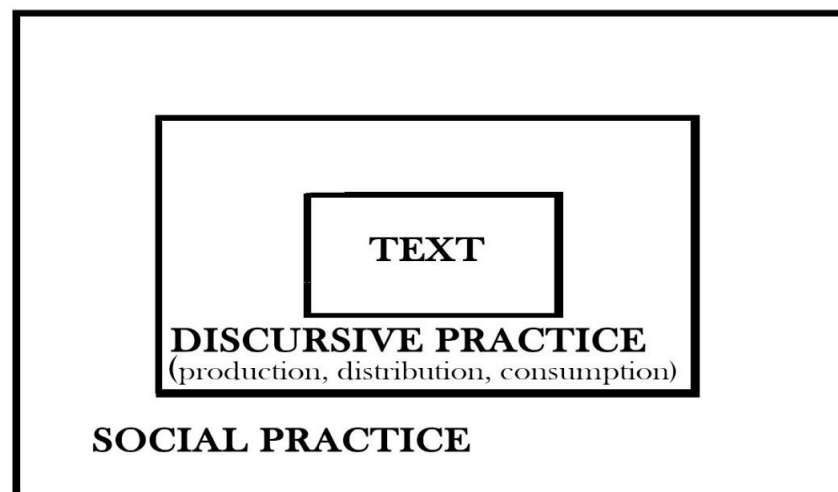 TEXT
DISCURSIVE PRACTICE
(production, distribution, consumption)
SOCIAL PRACTICE